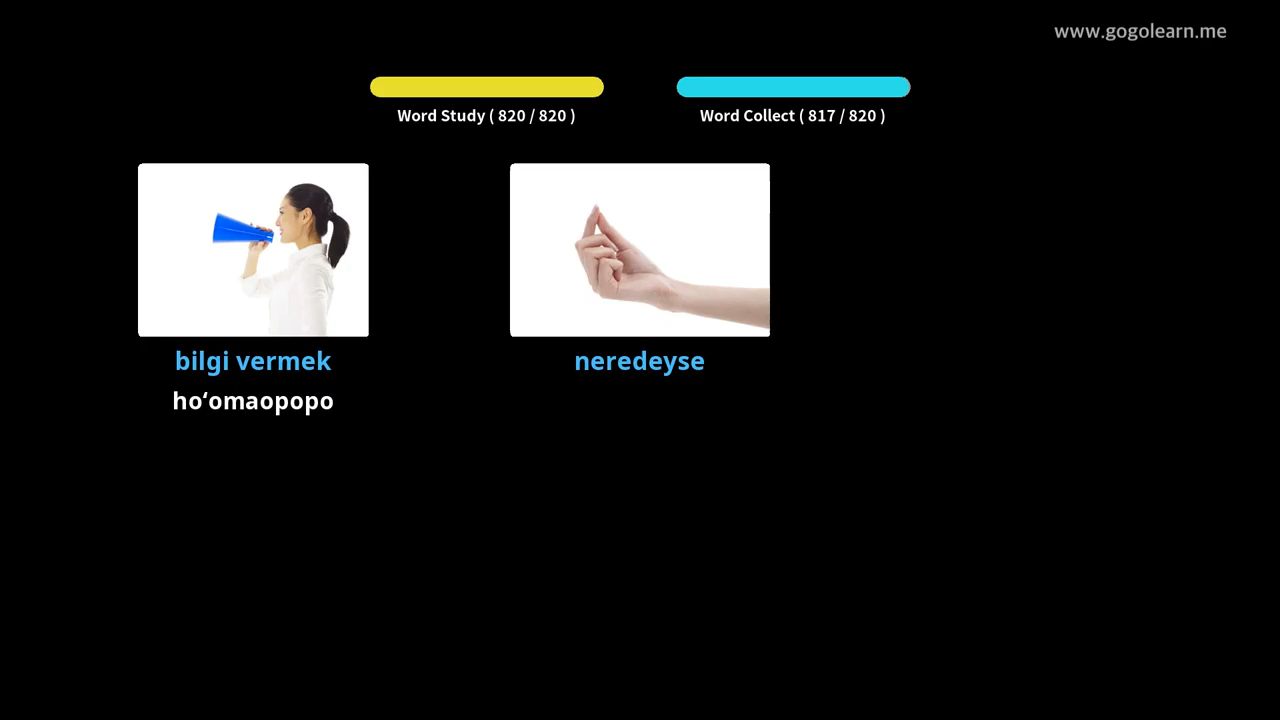 www.gogolearn.me
Word Study ( 820 / 820 )
Word Collect ( 817 / 820 )
bilgi vermek
neredeyse
hoʻomaopopo